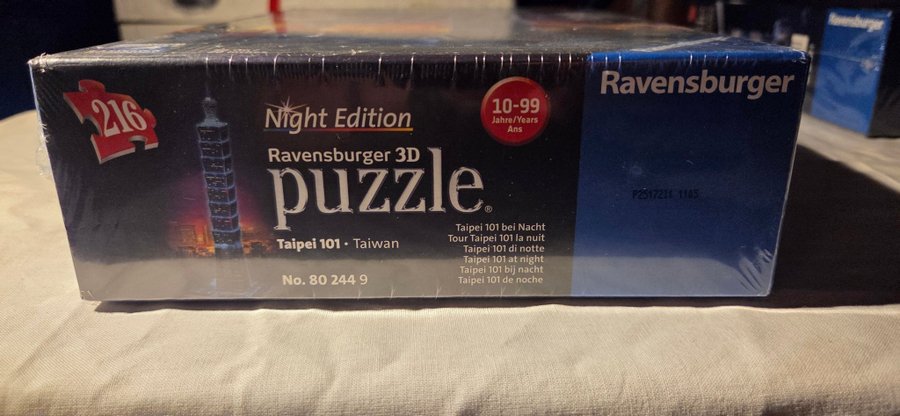 216
Night Edition
Ravensburger 3D
puzzle®
Taipei 101 • Taiwan
No. 80 244 9
10-99
Jahre/Years
Ans
Taipei 101 bei Nacht
Tour Taipei 101 la nuit
Taipei 101 di notte
Taipei 101 at night
Taipei 101 bij nacht
Taipei 101 de noche
Ravensburger
Ravensburger